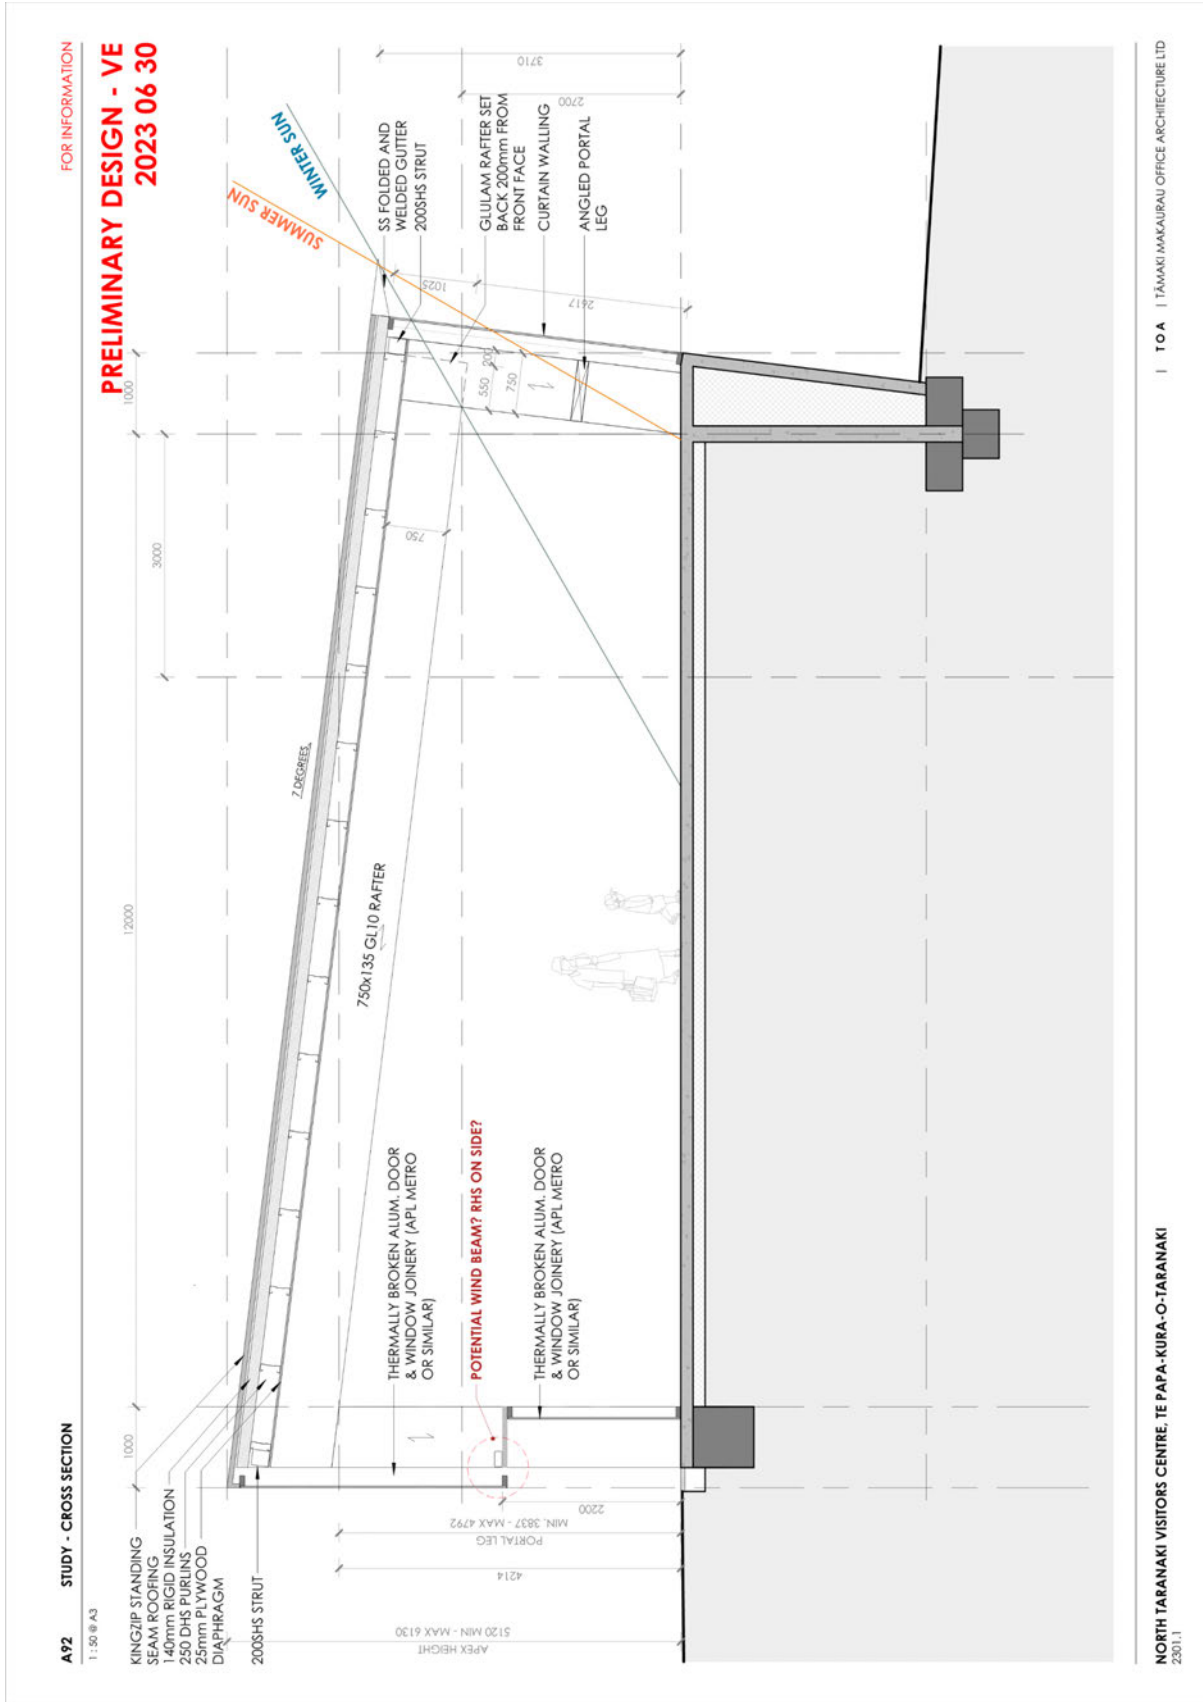 A92 STUDY - CROSS SECTION
1 : 50 @ A3
FOR INFORMATION
PRELIMINARY DESIGN - VE
2023 06 30
KINGZIP STANDING
SEAM ROOFING
140mm RIGID INSULATION
250 DHS PURLINS
25mm PLYWOOD
DIAPHRAGM
200SHS STRUT
1000
12000
3000
1000
7 DEGREES
SUMMER SUN
WINTER SUN
SS FOLDED AND
WELDED GUTTER
200SHS STRUT
GLULAM RAFTER SET
BACK 200mm FROM
FRONT FACE
CURTAIN WALLING
ANGLED PORTAL
LEG
3710
2700
1025
2617
200
550
750
750
750x135 GL10 RAFTER
THERMALLY BROKEN ALUM. DOOR
& WINDOW JOINERY (APL METRO
OR SIMILAR)
POTENTIAL WIND BEAM? RHS ON SIDE?
THERMALLY BROKEN ALUM. DOOR
& WINDOW JOINERY (APL METRO
OR SIMILAR)
APEX HEIGHT
5120 MIN - MAX 6130
4214
PORTAL LEG
MIN. 3837 - MAX 4792
2200
NORTH TARANAKI VISITORS CENTRE, TE PAPA-KURA-O-TARANAKI
2301.1
| TOA | TĀMAKI MAKAURAU OFFICE ARCHITECTURE LTD